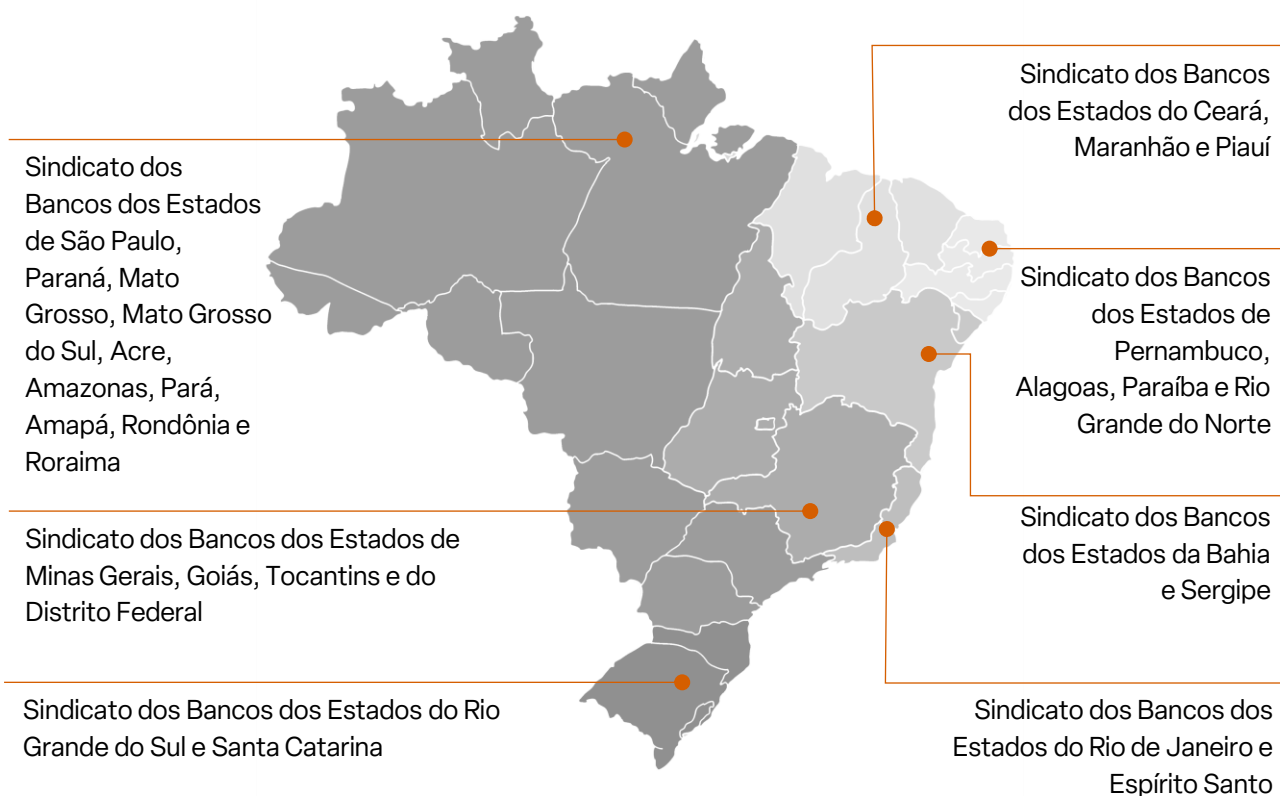 Sindicato dos
Bancos dos Estados
de São Paulo,
Paraná, Mato
Grosso, Mato Grosso
do Sul, Acre,
Amazonas, Pará,
Amapá, Rondônia e
Roraima
Sindicato dos Bancos dos Estados de
Minas Gerais, Goiás, Tocantins e do
Distrito Federal
Sindicato dos Bancos dos Estados do Rio
Grande do Sul e Santa Catarina
Sindicato dos Bancos
dos Estados do Ceará,
Maranhão e Piauí
Sindicato dos Bancos
dos Estados de
Pernambuco,
Alagoas, Paraíba e Rio
Grande do Norte
Sindicato dos Bancos
dos Estados da Bahia
e Sergipe
Sindicato dos Bancos dos
Estados do Rio de Janeiro e
Espírito Santo